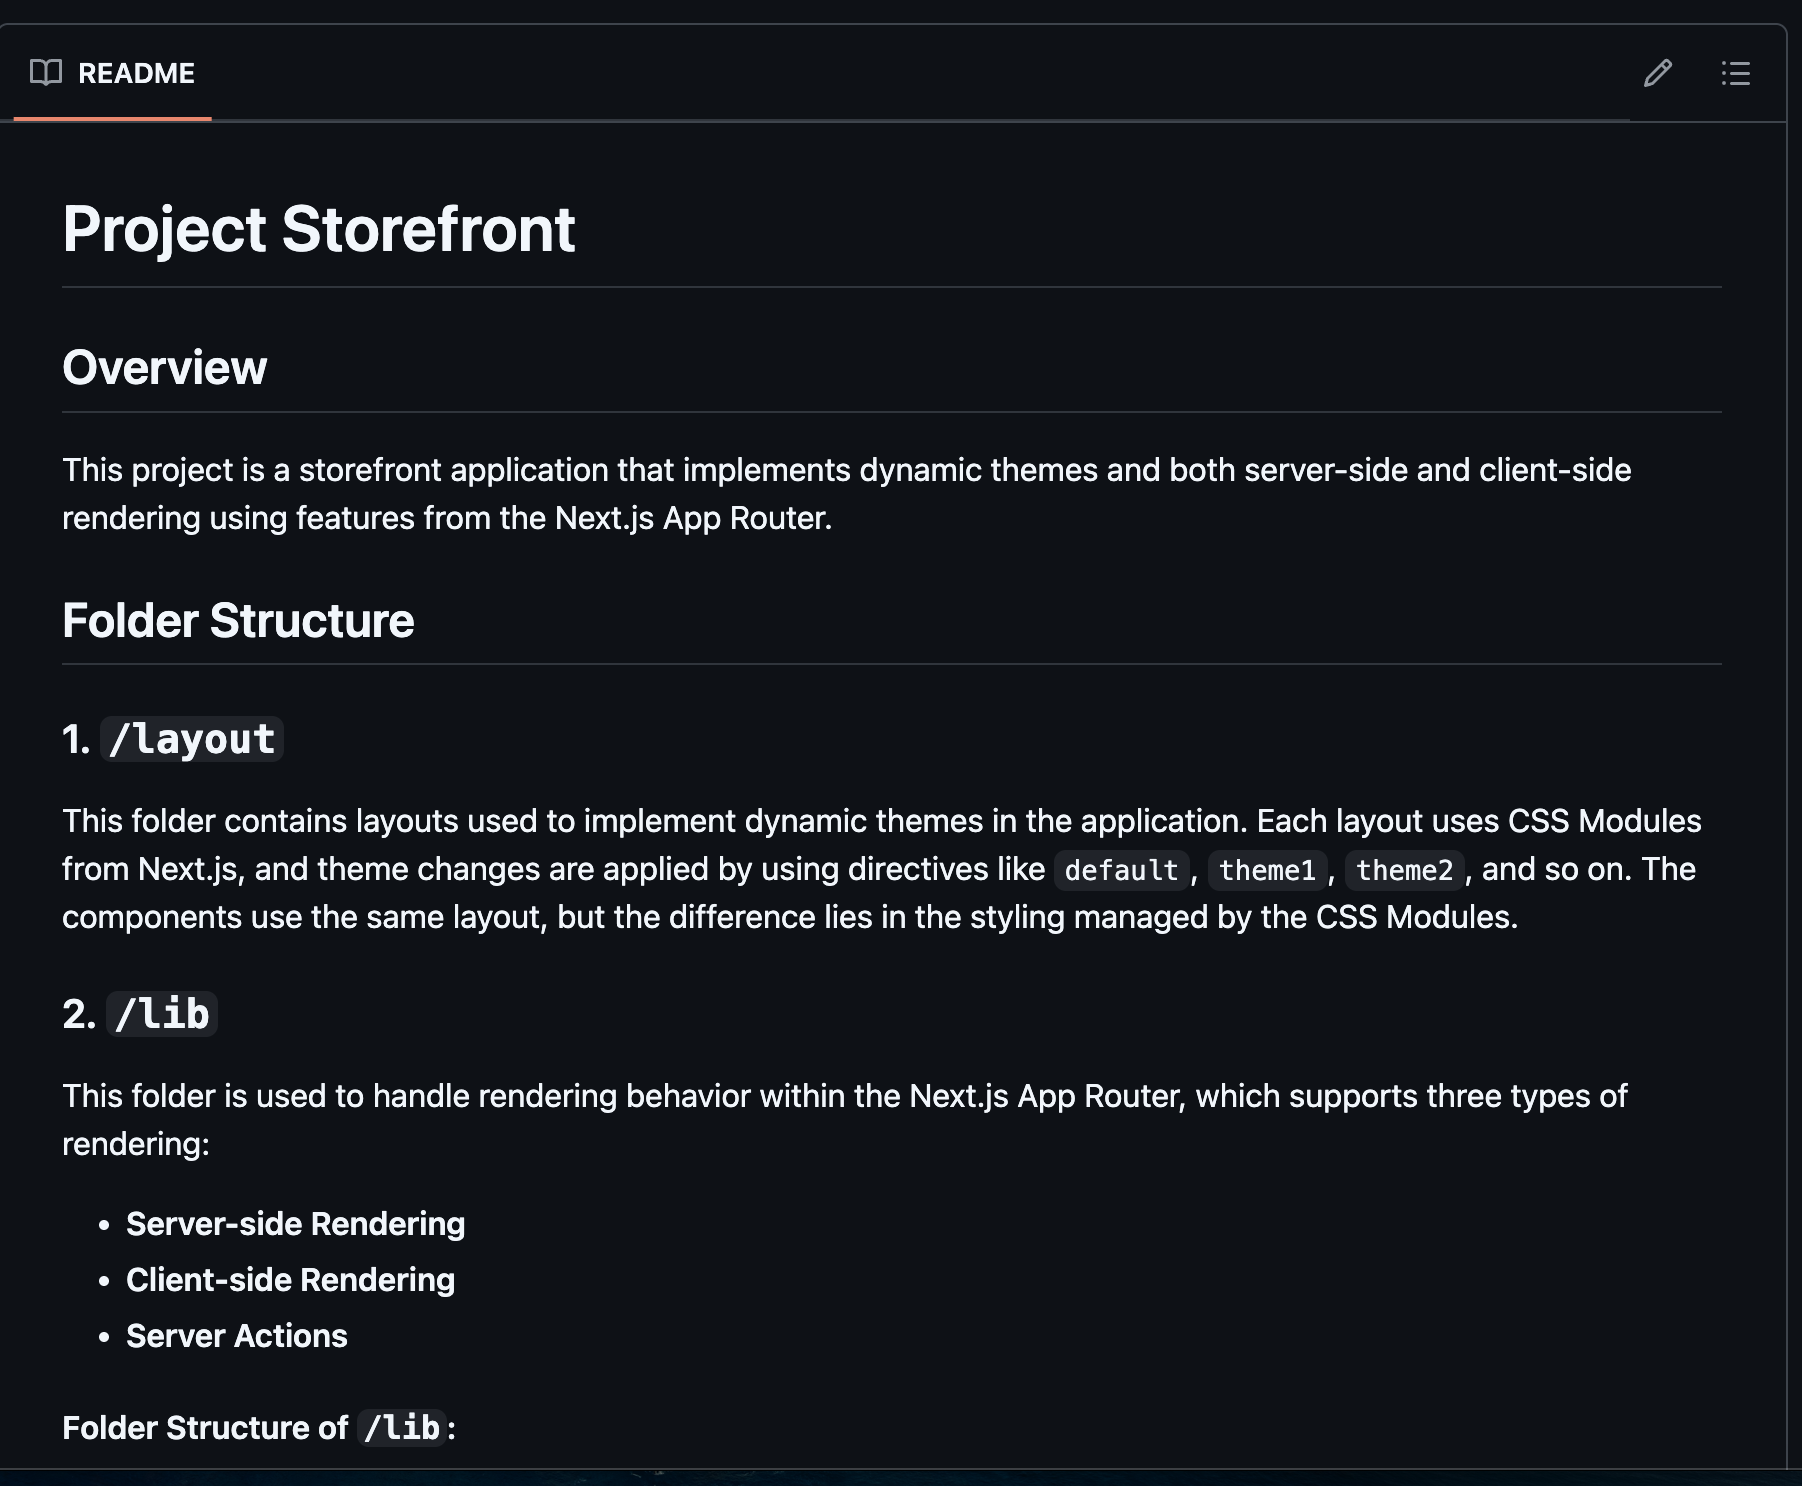 README
Project Storefront
Overview
This project is a storefront application that implements dynamic themes and both server-side and client-side
rendering using features from the Next.js App Router.
Folder Structure
1. /layout
This folder contains layouts used to implement dynamic themes in the application. Each layout uses CSS Modules
from Next.js, and theme changes are applied by using directives like default, theme1, theme2, and so on. The
components use the same layout, but the difference lies in the styling managed by the CSS Modules.
2. /lib
This folder is used to handle rendering behavior within the Next.js App Router, which supports three types of
rendering:
• Server-side Rendering
• Client-side Rendering
• Server Actions
Folder Structure of /lib: